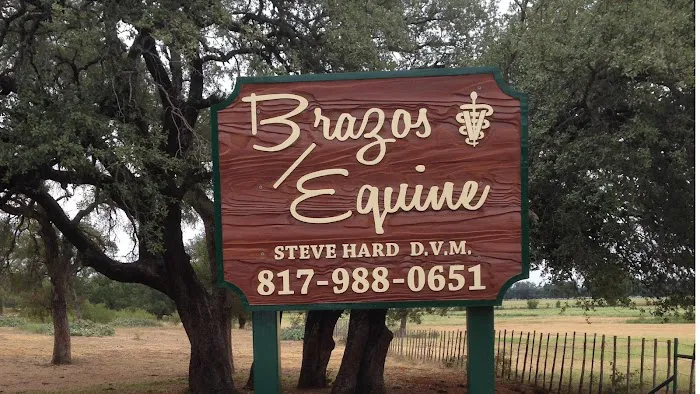 Brazos
Equine
STEVE HARD D.V.M.
817-988-0651